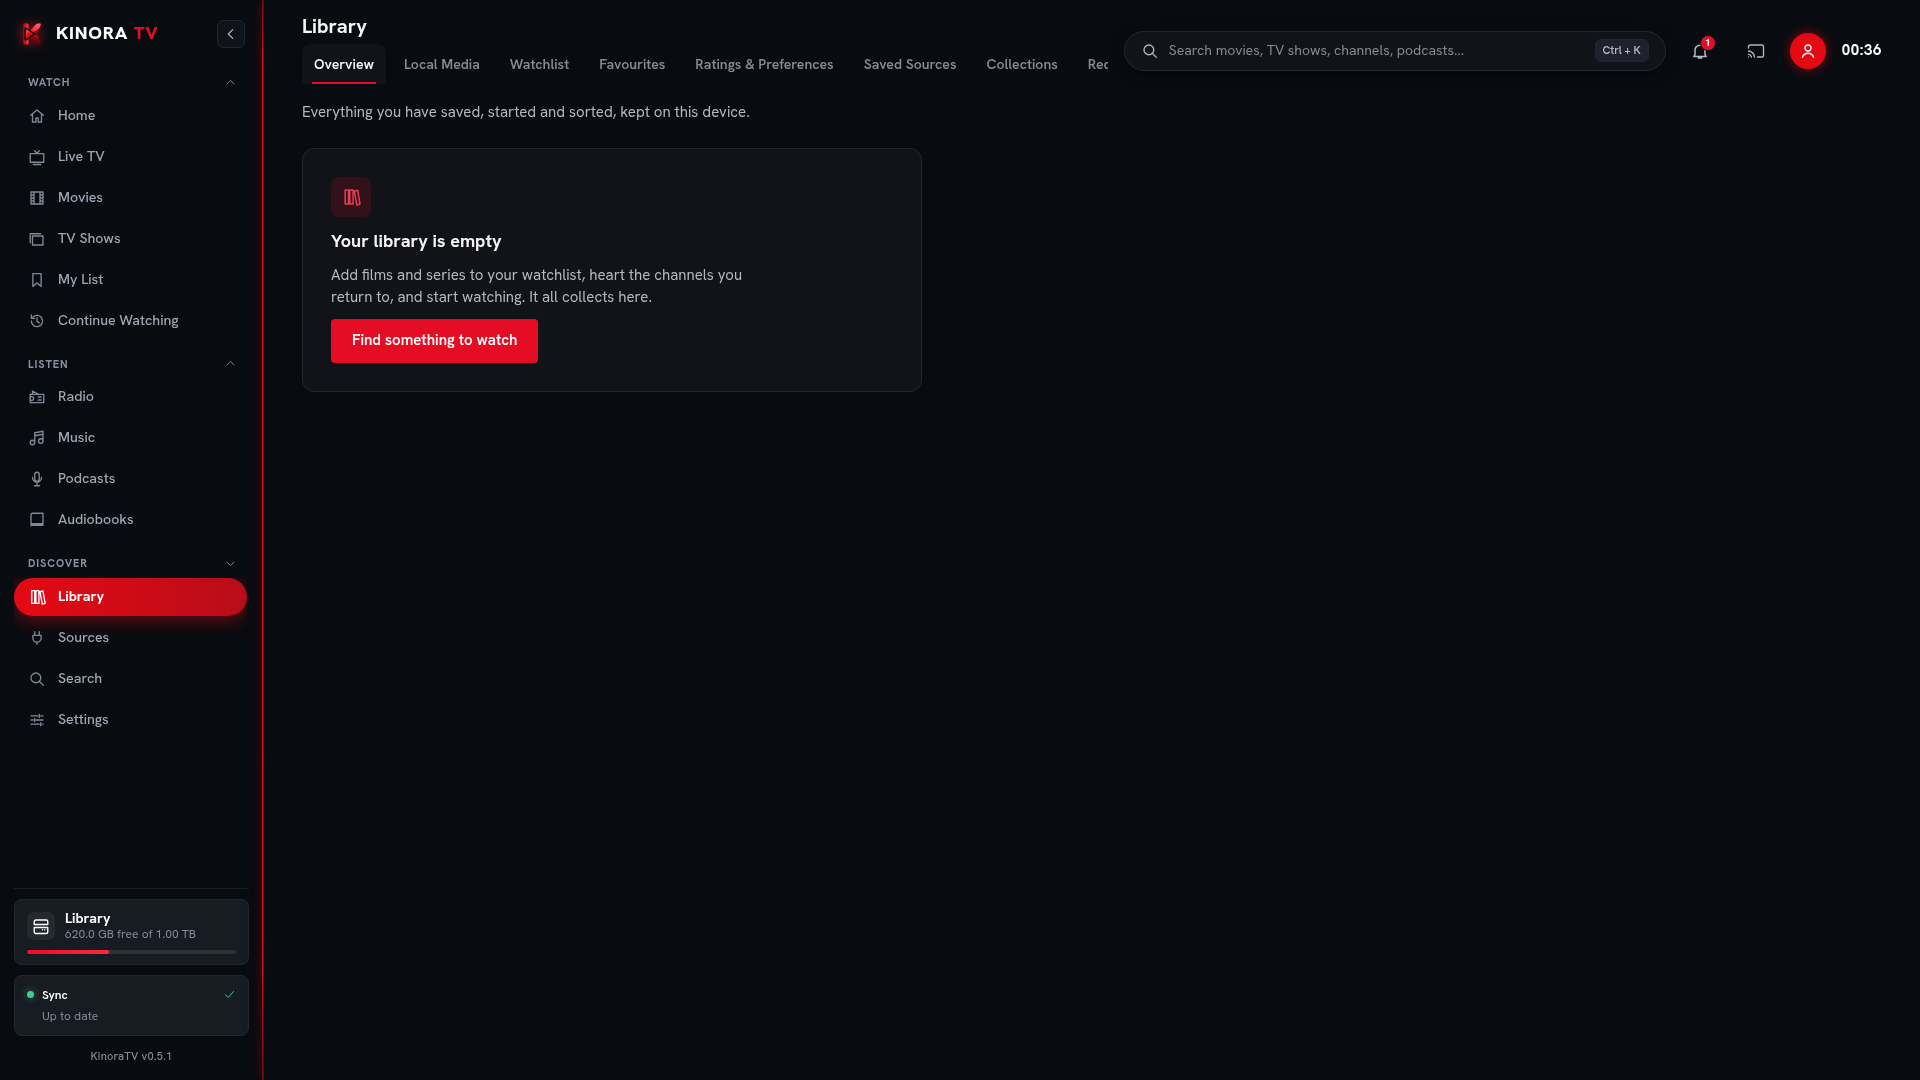 KINORA TV
WATCH
Home
Live TV
Movies
TV Shows
My List
Continue Watching
LISTEN
Radio
Music
Podcasts
Audiobooks
DISCOVER
Library
Sources
Search
Settings
Library
620.0 GB free of 1.00 TB
Sync
Up to date
KinoraTV v0.5.1
Library
Overview Local Media Watchlist Favourites Ratings & Preferences Saved Sources Collections
Search movies, TV shows, channels, podcasts... Ctrl + K
1
00:36
Everything you have saved, started and sorted, kept on this device.
Your library is empty
Add films and series to your watchlist, heart the channels you
return to, and start watching. It all collects here.
Find something to watch